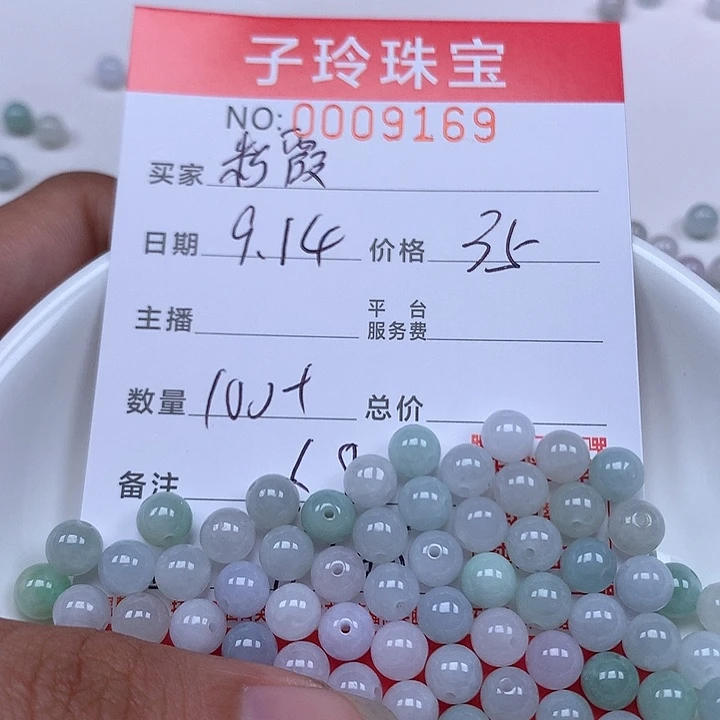 子玲珠宝
NO:0009169
买家 彩霞
日期 9.14 价格 35
主播 平台服务费
数量 100+ 总价
备注